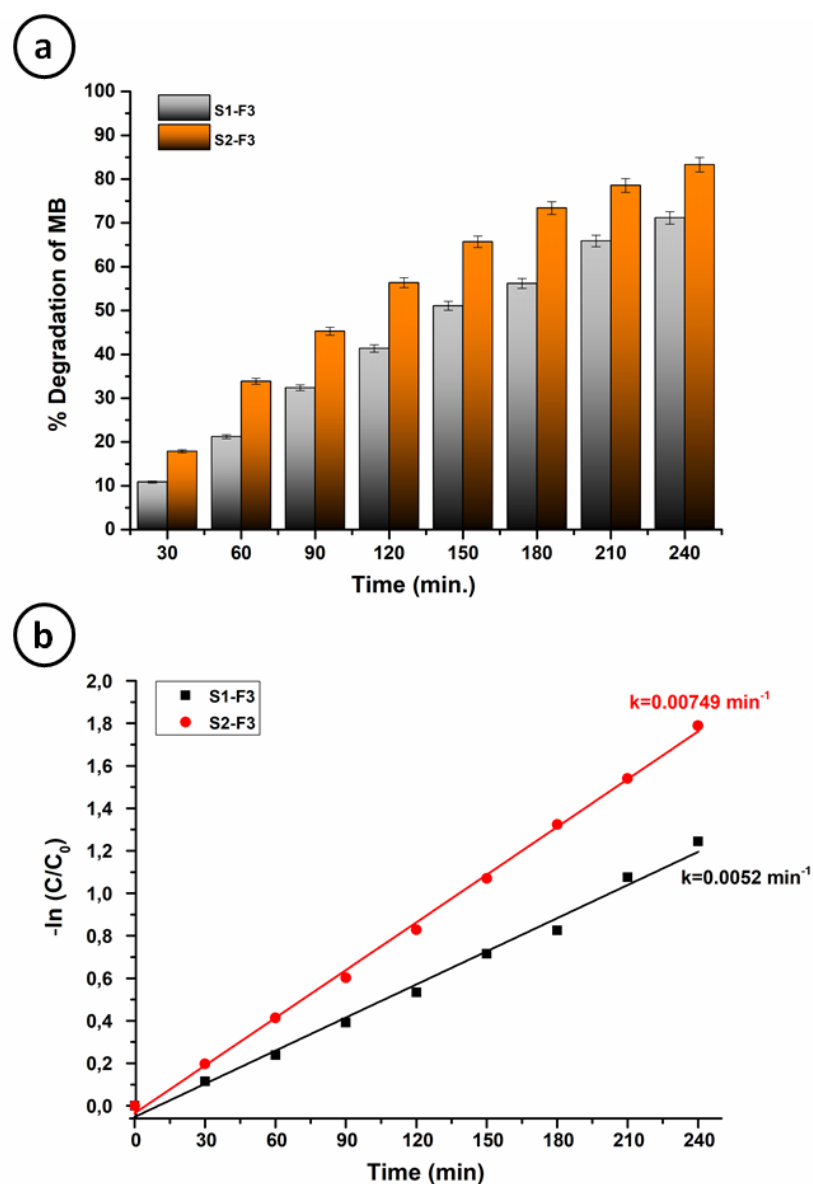 a
100
90
80
70
60
50
40
30
20
10
0
% Degradation of MB
S1-F3
S2-F3
30 60 90 120 150 180 210 240
Time (min.)
b
2,0
1,8
1,6
1,4
1,2
1,0
0,8
0,6
0,4
0,2
0,0
-ln (C/C₀)
S1-F3
S2-F3
k=0.00749 min⁻¹
k=0.0052 min⁻¹
0 30 60 90 120 150 180 210 240
Time (min)